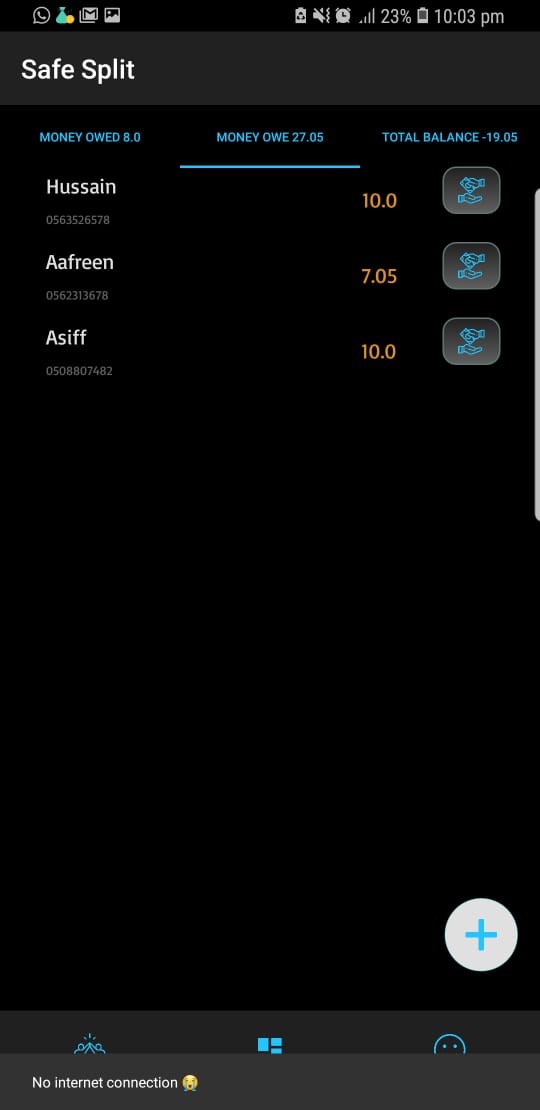 23% 10:03 pm
Safe Split
MONEY OWED 8.0 MONEY OWE 27.05 TOTAL BALANCE -19.05
Hussain
10.0
0563526578
Aafreen
7.05
0562313678
Asiff
10.0
0508807482
No internet connection 😭